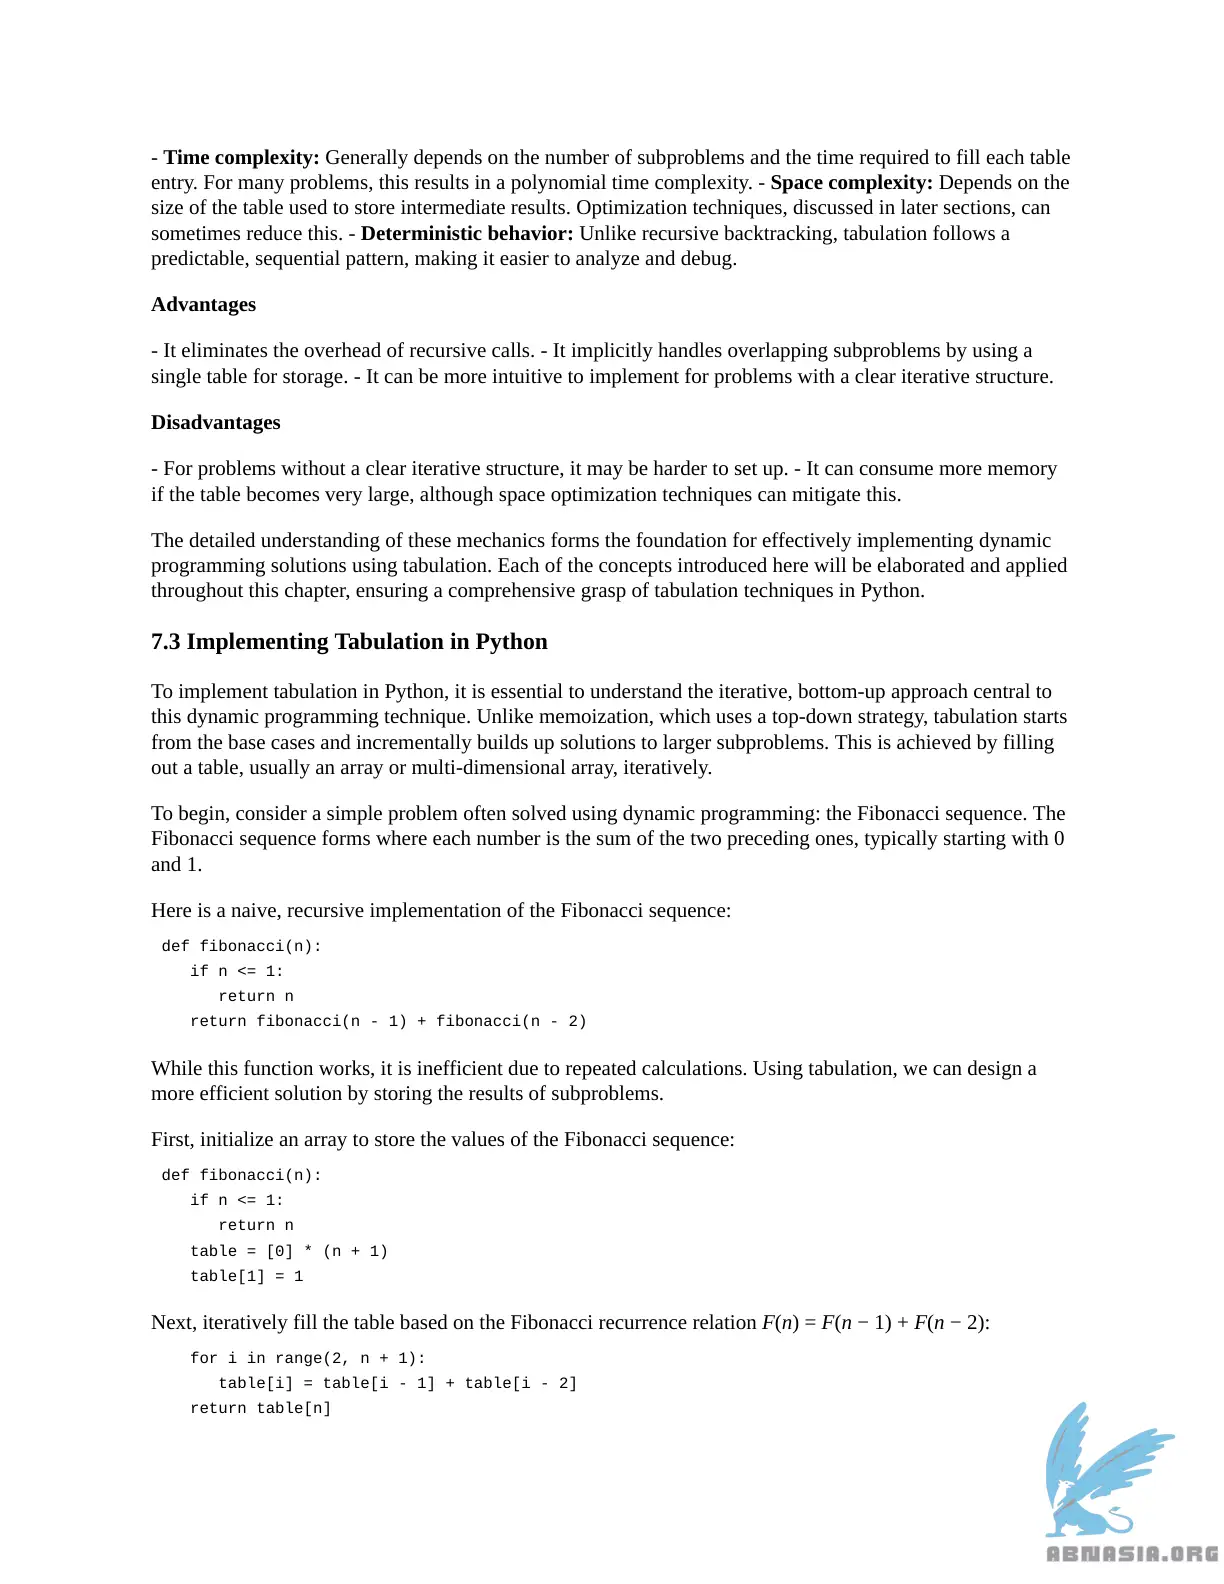 - Time complexity: Generally depends on the number of subproblems and the time required to fill each table
entry. For many problems, this results in a polynomial time complexity. - Space complexity: Depends on the
size of the table used to store intermediate results. Optimization techniques, discussed in later sections, can
sometimes reduce this. - Deterministic behavior: Unlike recursive backtracking, tabulation follows a
predictable, sequential pattern, making it easier to analyze and debug.
Advantages
- It eliminates the overhead of recursive calls. - It implicitly handles overlapping subproblems by using a
single table for storage. - It can be more intuitive to implement for problems with a clear iterative structure.
Disadvantages
- For problems without a clear iterative structure, it may be harder to set up. - It can consume more memory
if the table becomes very large, although space optimization techniques can mitigate this.
The detailed understanding of these mechanics forms the foundation for effectively implementing dynamic
programming solutions using tabulation. Each of the concepts introduced here will be elaborated and applied
throughout this chapter, ensuring a comprehensive grasp of tabulation techniques in Python.
7.3 Implementing Tabulation in Python
To implement tabulation in Python, it is essential to understand the iterative, bottom-up approach central to
this dynamic programming technique. Unlike memoization, which uses a top-down strategy, tabulation starts
from the base cases and incrementally builds up solutions to larger subproblems. This is achieved by filling
out a table, usually an array or multi-dimensional array, iteratively.
To begin, consider a simple problem often solved using dynamic programming: the Fibonacci sequence. The
Fibonacci sequence forms where each number is the sum of the two preceding ones, typically starting with 0
and 1.
Here is a naive, recursive implementation of the Fibonacci sequence:
def fibonacci(n):
   if n <= 1:
      return n
   return fibonacci(n - 1) + fibonacci(n - 2)
While this function works, it is inefficient due to repeated calculations. Using tabulation, we can design a
more efficient solution by storing the results of subproblems.
First, initialize an array to store the values of the Fibonacci sequence:
def fibonacci(n):
   if n <= 1:
      return n
   table = [0] * (n + 1)
   table[1] = 1
Next, iteratively fill the table based on the Fibonacci recurrence relation F(n) = F(n − 1) + F(n − 2):
   for i in range(2, n + 1):
      table[i] = table[i - 1] + table[i - 2]
   return table[n]
ABNASIA.ORG